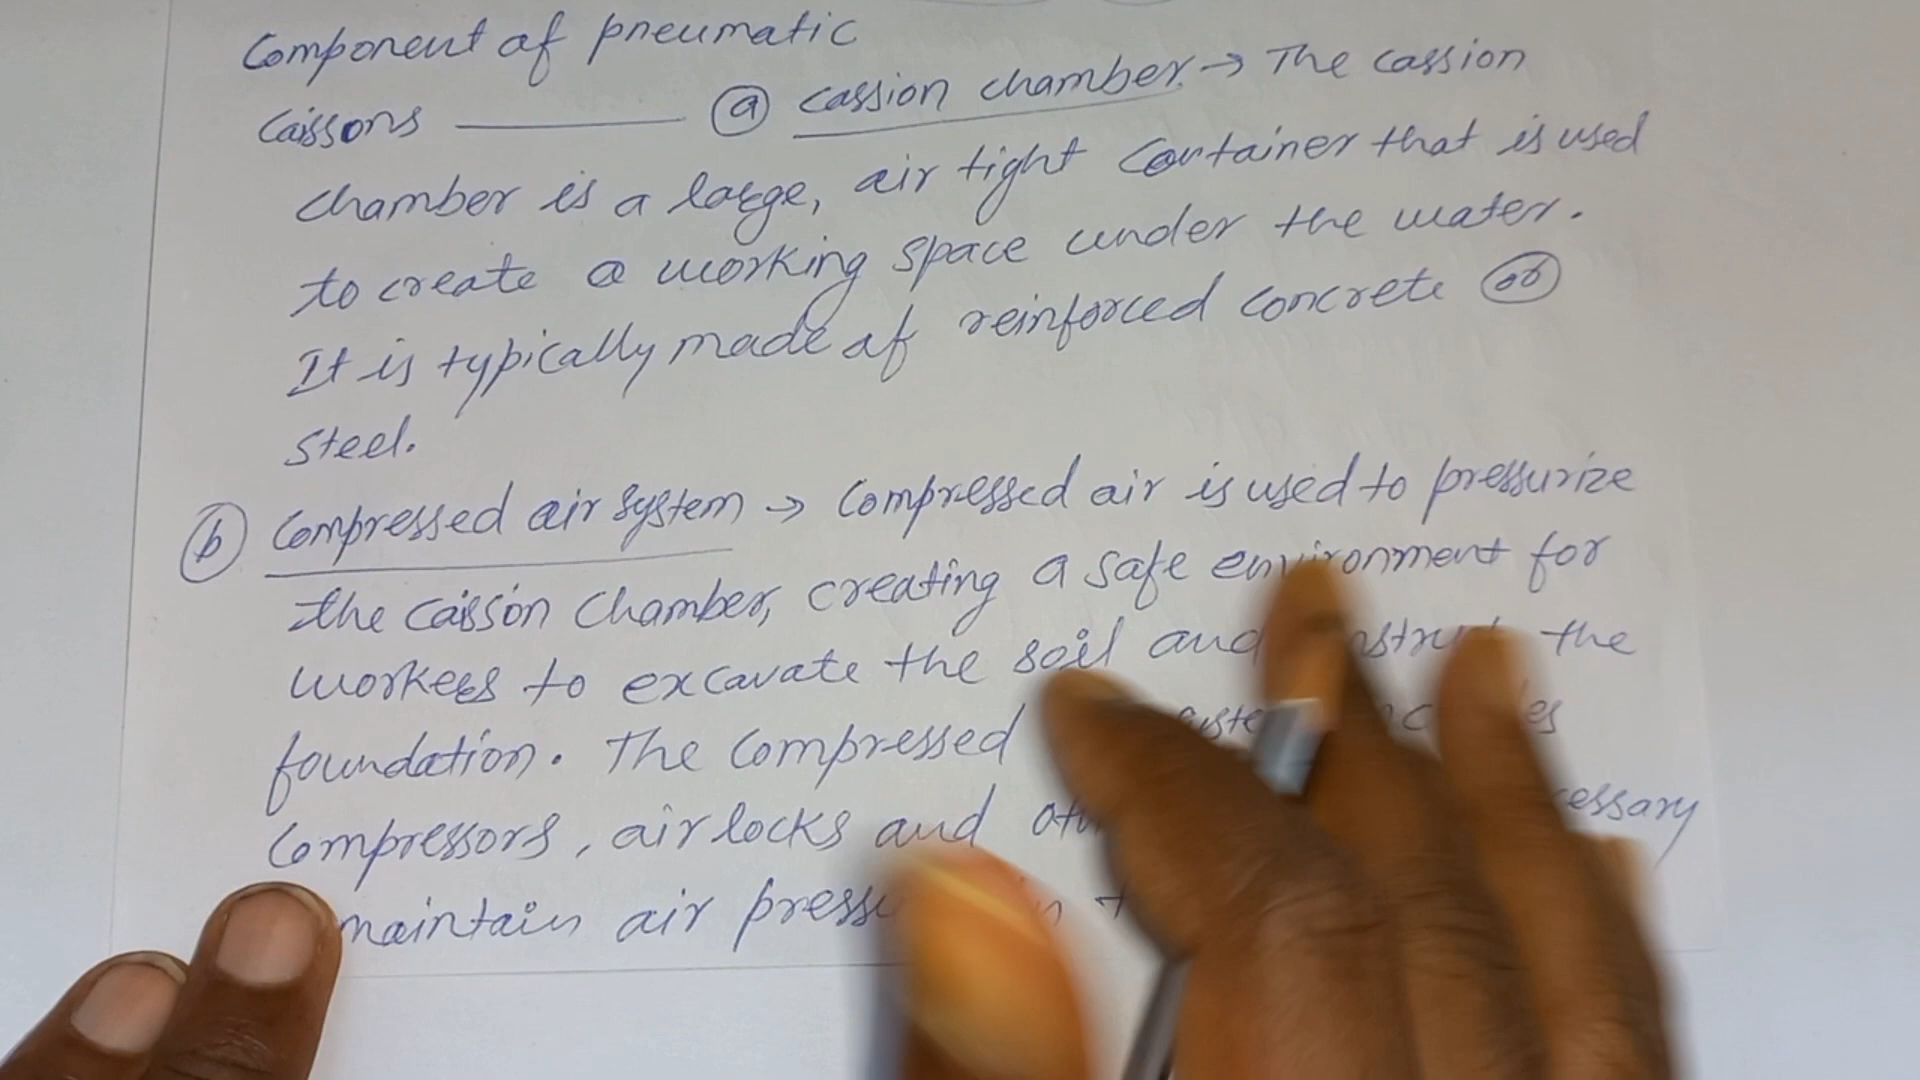 Component of pneumatic
Caissons ⓐ cassion chamber. → The cassion
chamber is a large, air tight Container that is used
to create a working space under the water.
It is typically made of reinforced concrete or
steel.
ⓑ Compressed air system → Compressed air is used to pressurize
the caisson Chamber, creating a safe environment for
workers to excavate the soil and the
foundation. The Compressed
Compressors, air locks and
maintain air